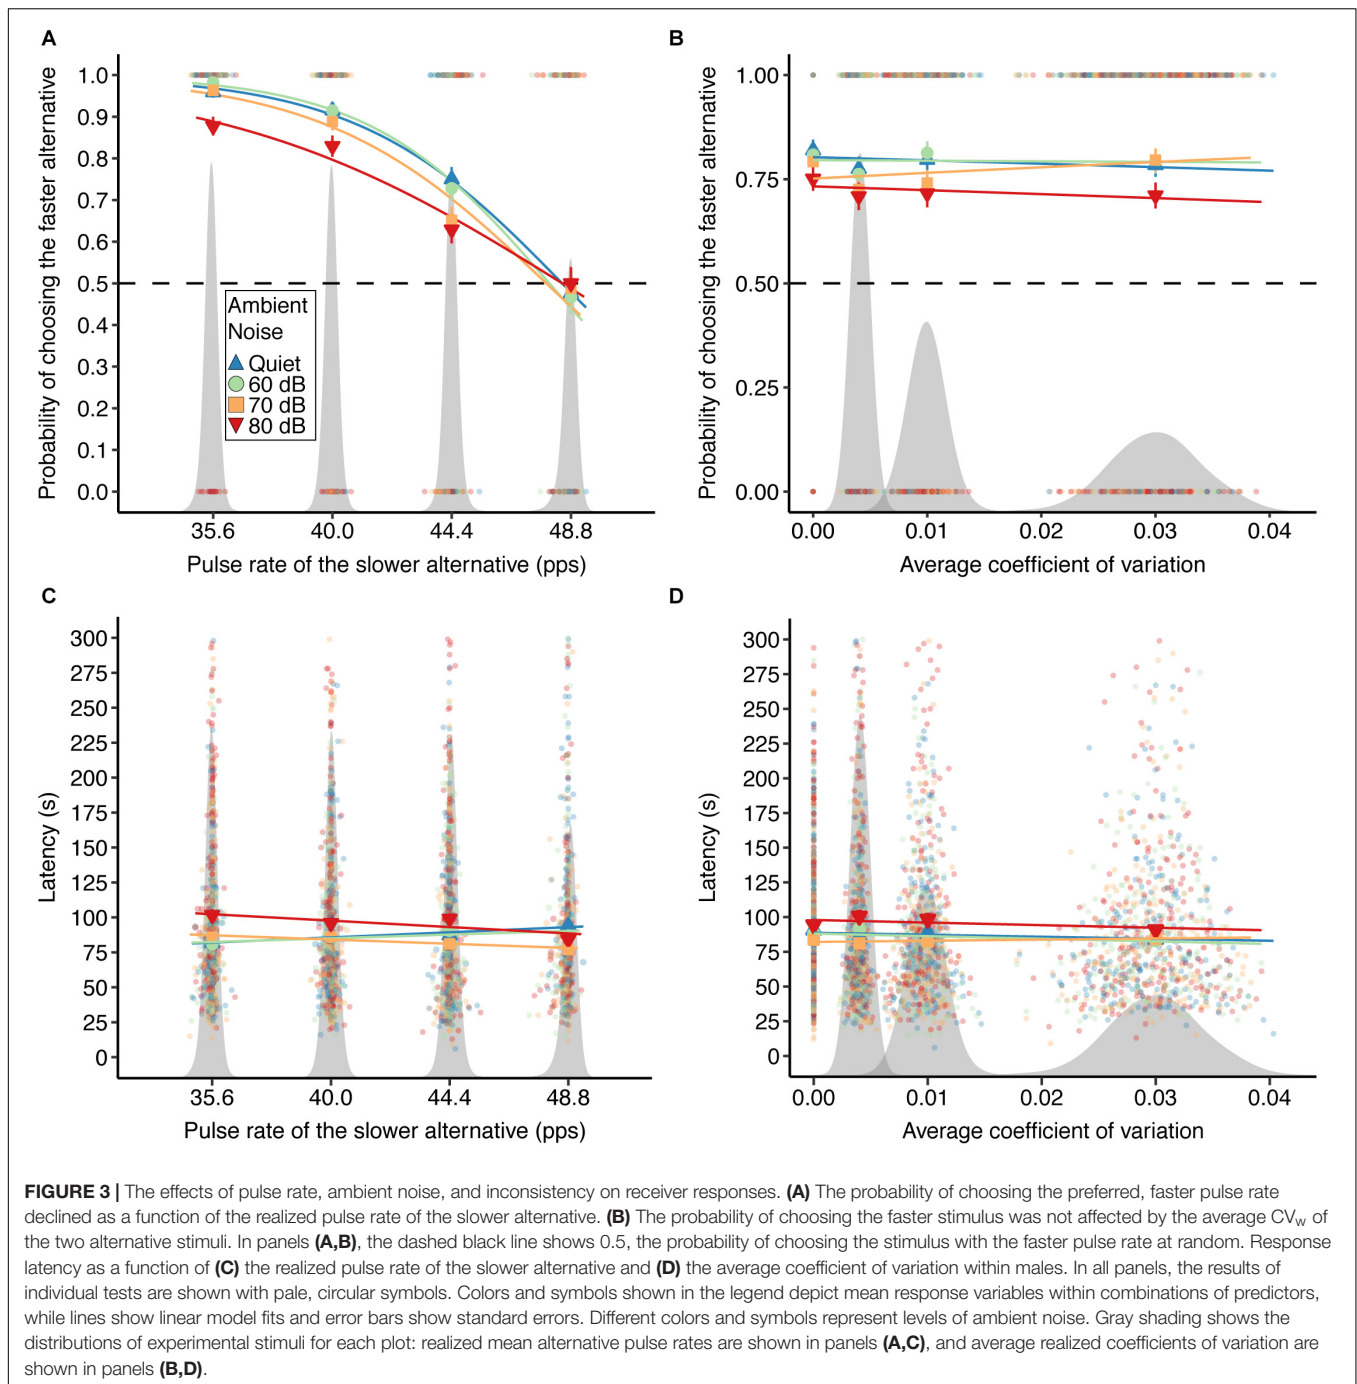 A
Probability of choosing the faster alternative
1.0
0.9
0.8
0.7
0.6
0.5
0.4
0.3
0.2
0.1
0.0
Ambient
Noise
Quiet
60 dB
70 dB
80 dB
35.6 40.0 44.4 48.8
Pulse rate of the slower alternative (pps)
B
Probability of choosing the faster alternative
1.00
0.75
0.50
0.25
0.00
0.00 0.01 0.02 0.03 0.04
Average coefficient of variation
C
Latency (s)
300
275
250
225
200
175
150
125
100
75
50
25
0
35.6 40.0 44.4 48.8
Pulse rate of the slower alternative (pps)
D
Latency (s)
300
275
250
225
200
175
150
125
100
75
50
25
0
0.00 0.01 0.02 0.03 0.04
Average coefficient of variation
FIGURE 3 | The effects of pulse rate, ambient noise, and inconsistency on receiver responses. (A) The probability of choosing the preferred, faster pulse rate
declined as a function of the realized pulse rate of the slower alternative. (B) The probability of choosing the faster stimulus was not affected by the average CVw of
the two alternative stimuli. In panels (A,B), the dashed black line shows 0.5, the probability of choosing the stimulus with the faster pulse rate at random. Response
latency as a function of (C) the realized pulse rate of the slower alternative and (D) the average coefficient of variation within males. In all panels, the results of
individual tests are shown with pale, circular symbols. Colors and symbols shown in the legend depict mean response variables within combinations of predictors,
while lines show linear model fits and error bars show standard errors. Different colors and symbols represent levels of ambient noise. Gray shading shows the
distributions of experimental stimuli for each plot: realized mean alternative pulse rates are shown in panels (A,C), and average realized coefficients of variation are
shown in panels (B,D).